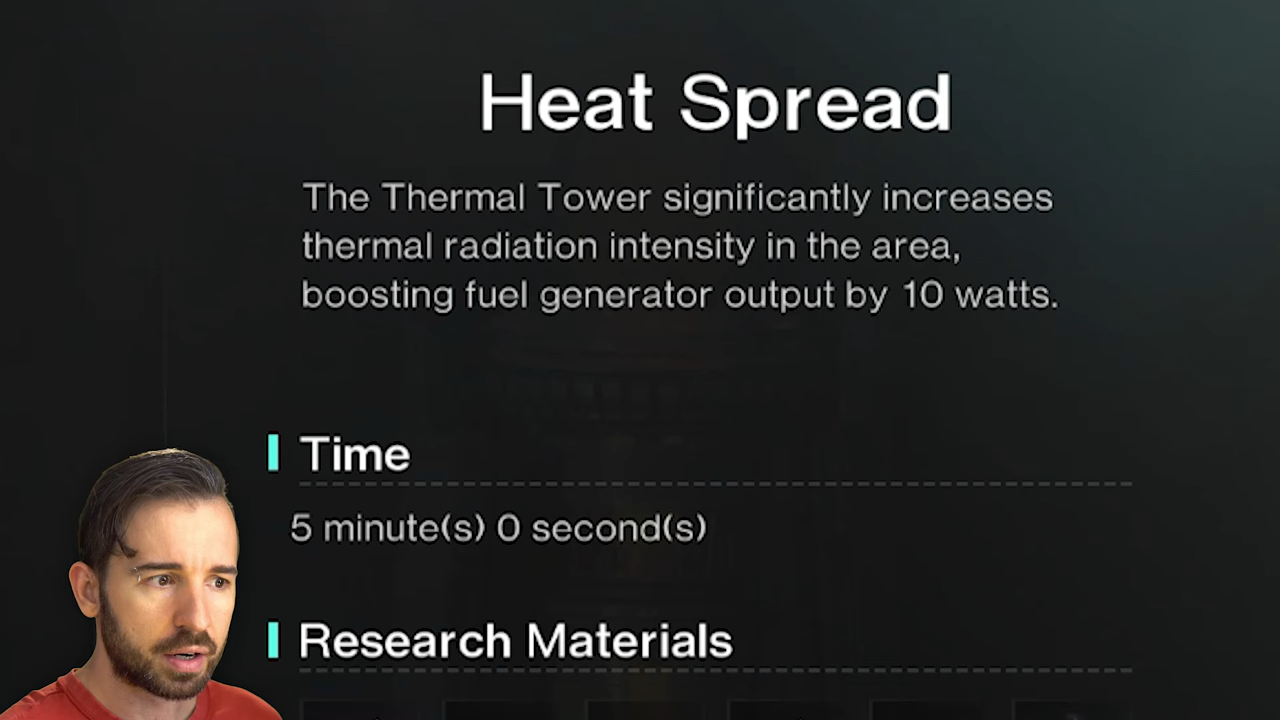 Heat Spread
The Thermal Tower significantly increases
thermal radiation intensity in the area,
boosting fuel generator output by 10 watts.
Time
5 minute(s) 0 second(s)
Research Materials